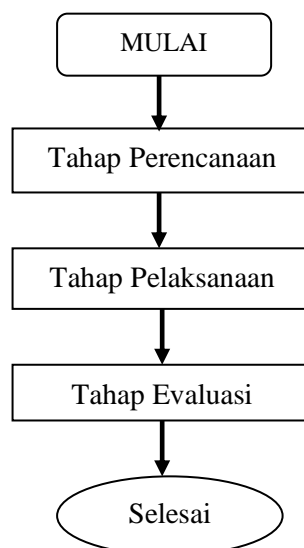 MULAI
Tahap Perencanaan
Tahap Pelaksanaan
Tahap Evaluasi
Selesai